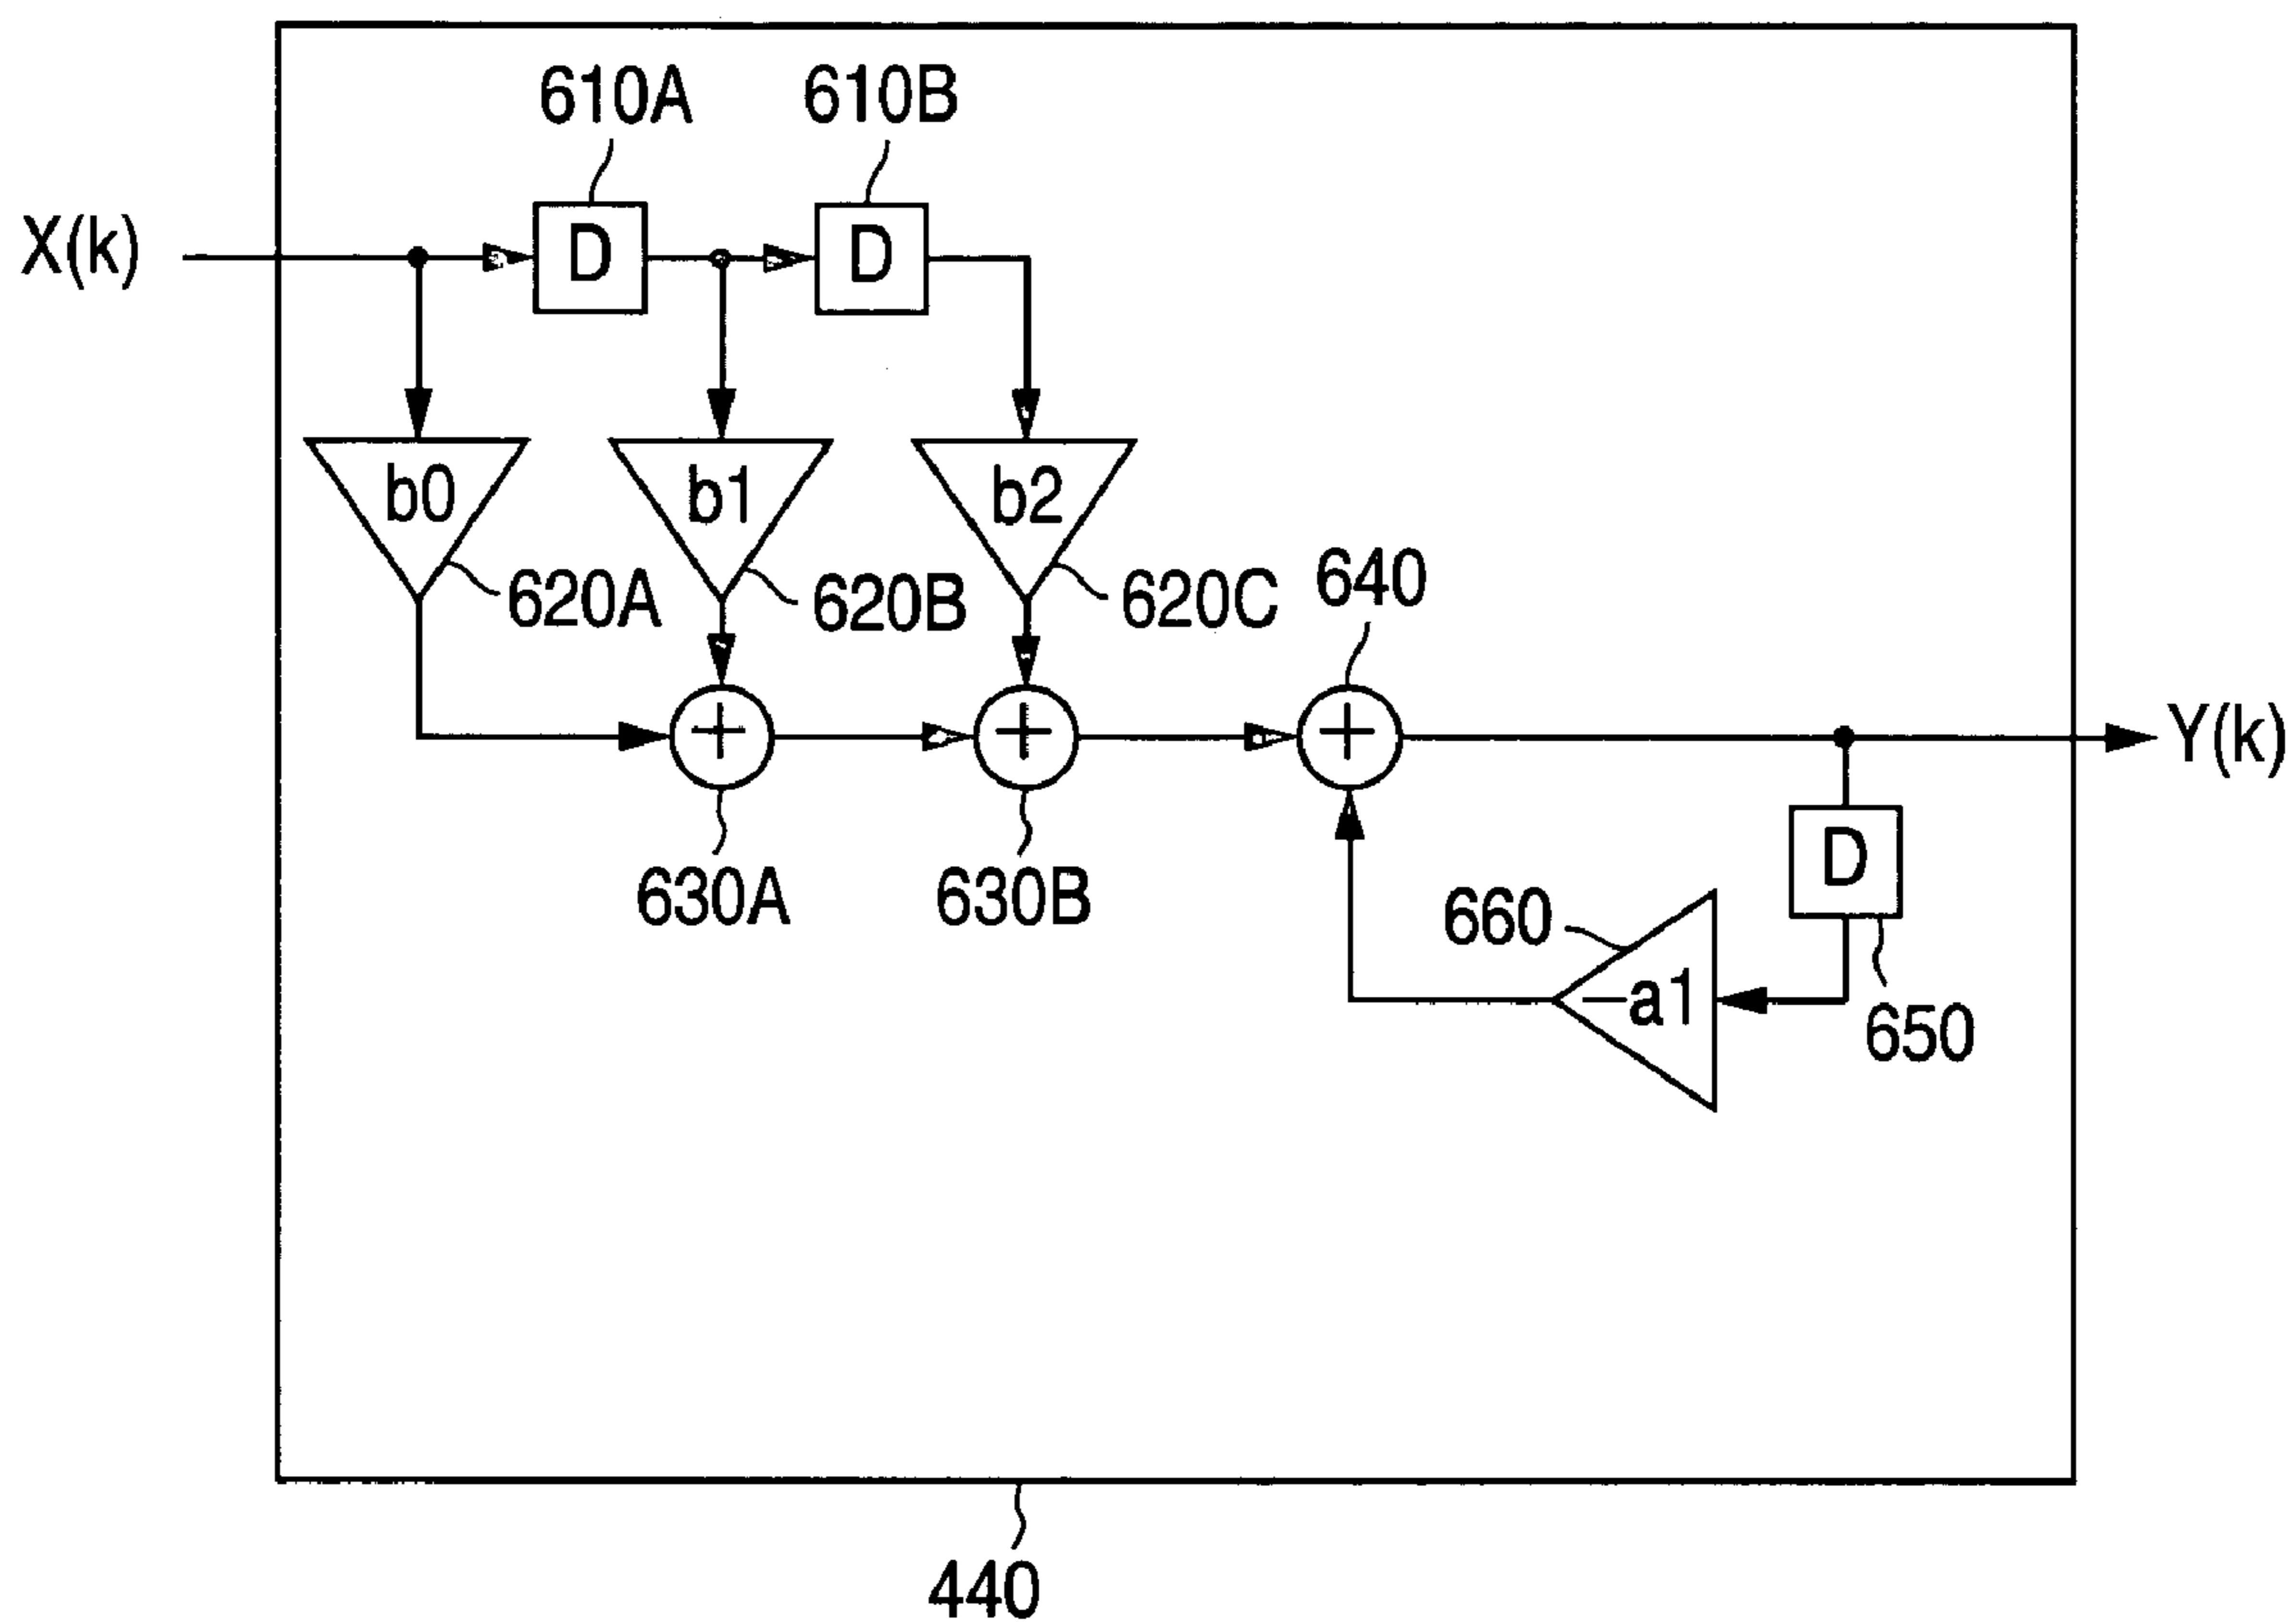 610A 610B
X(k) D D
b0 b1 b2
620A 620B 620C 640
+ + + Y(k)
D
630A 630B 660
−a1
650
440